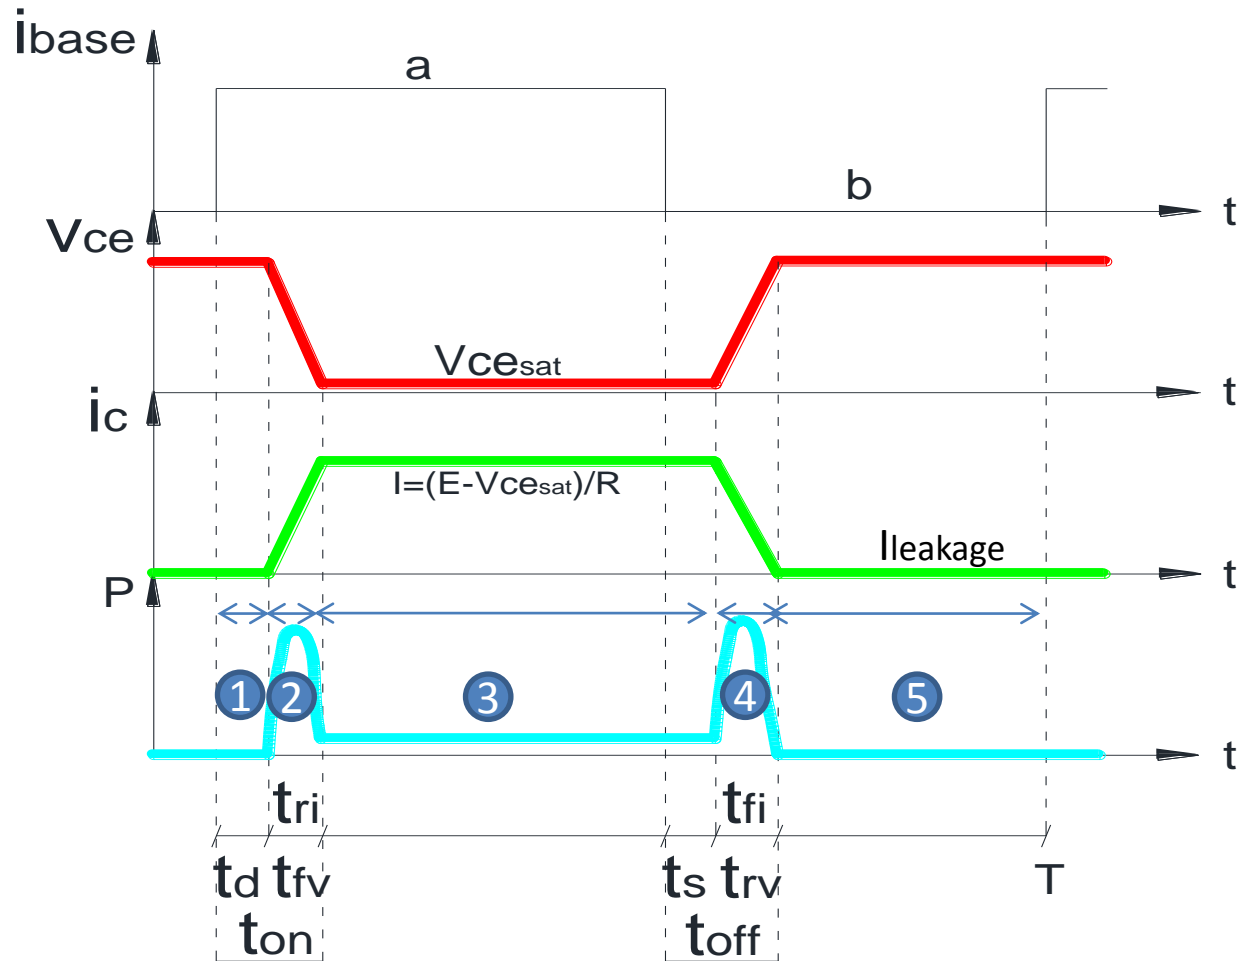 ibase
a
b
t
Vce
Vcesat
t
ic
I=(E-Vcesat)/R
Ileakage
t
P
1 2 3 4 5
t
tri tfi
td tfv ts trv T
ton toff